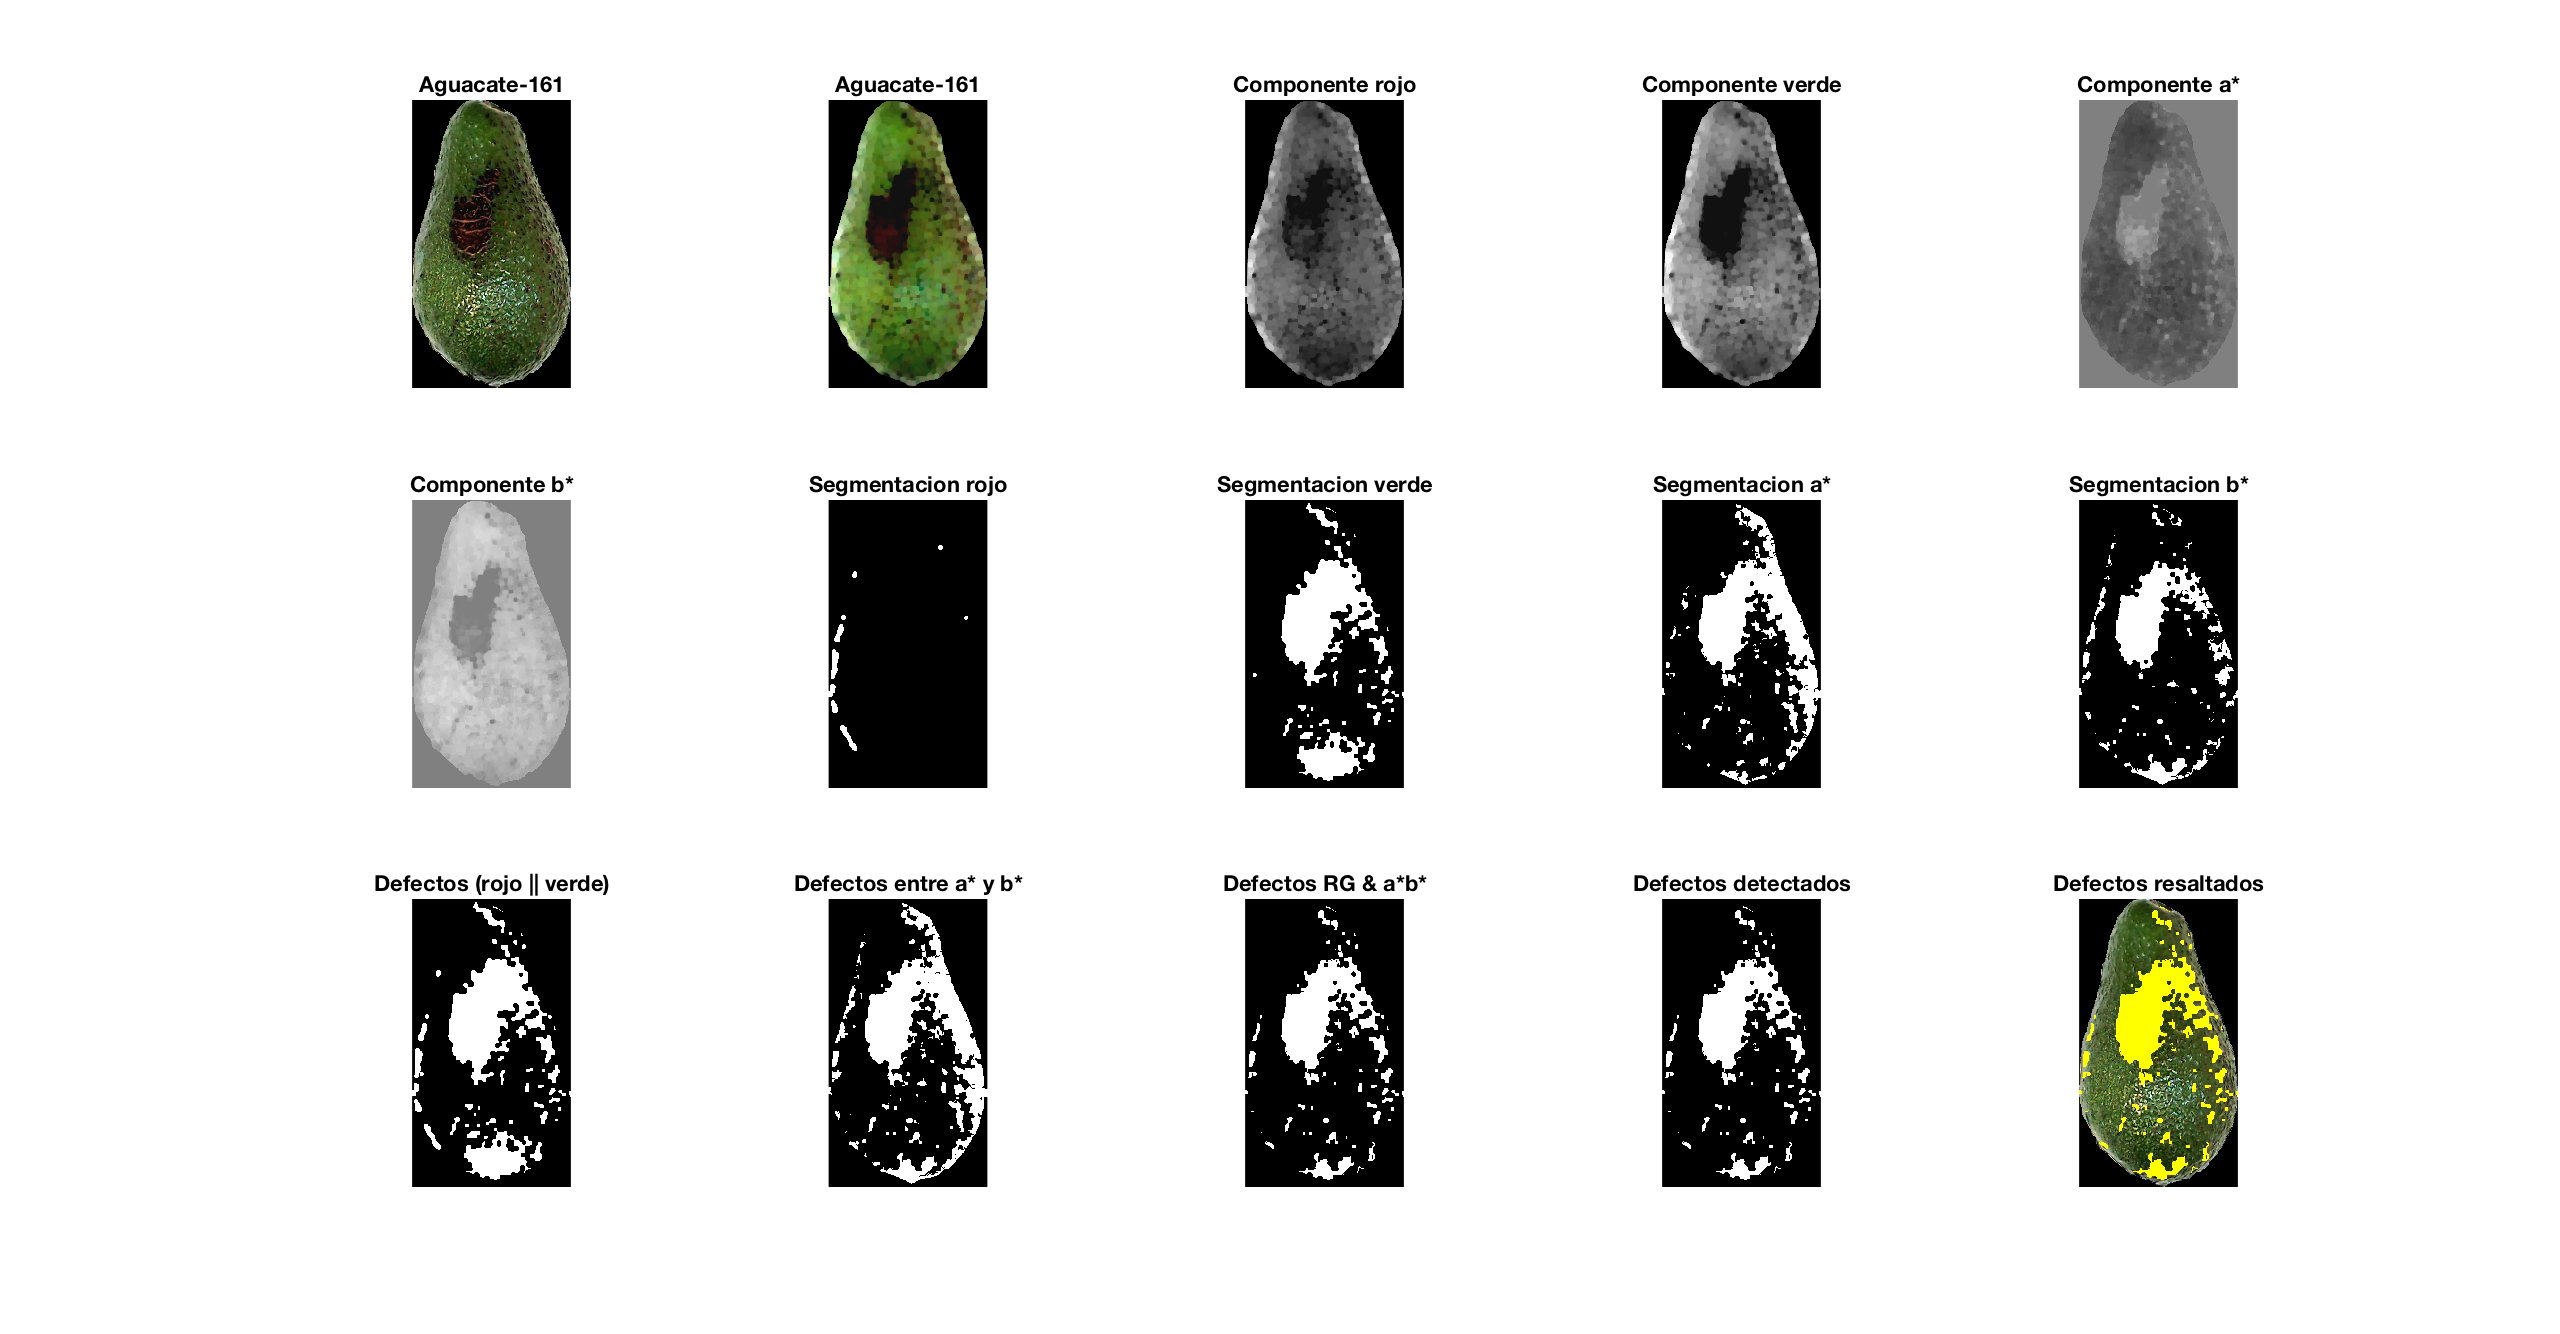 Aguacate-161
Aguacate-161
Componente rojo
Componente verde
Componente a*
Componente b*
Segmentacion rojo
Segmentacion verde
Segmentacion a*
Segmentacion b*
Defectos (rojo || verde)
Defectos entre a* y b*
Defectos RG & a*b*
Defectos detectados
Defectos resaltados